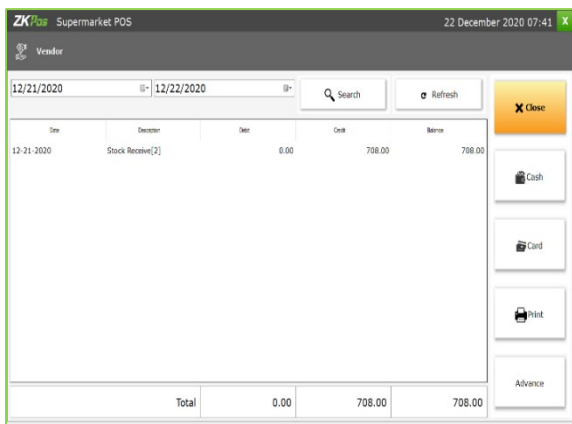 ZKPos Supermarket POS 22 December 2020 07:41 X
Vendor
12/21/2020 12/22/2020 Search Refresh
Close
Date Description Debit Credit Balance
12-21-2020 Stock Receive[2] 0.00 708.00 708.00
Cash
Card
Print
Advance
Total 0.00 708.00 708.00